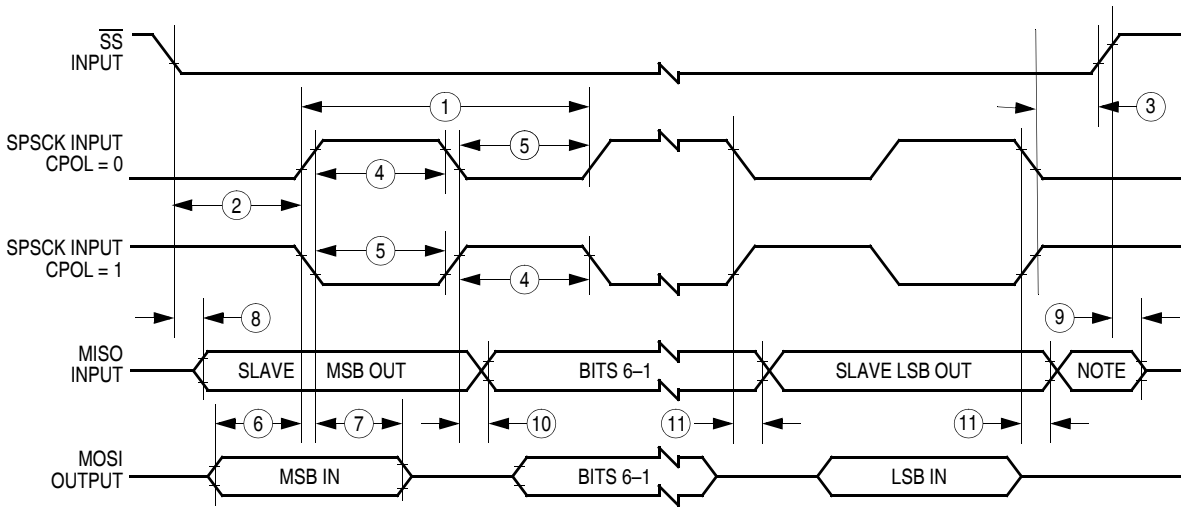 SS
INPUT
1
3
SPSCK INPUT
CPOL = 0
5
4
2
SPSCK INPUT
CPOL = 1
5
4
8
9
MISO
INPUT
SLAVE MSB OUT
BITS 6–1
SLAVE LSB OUT
NOTE
6
7
10
11
11
MOSI
OUTPUT
MSB IN
BITS 6–1
LSB IN